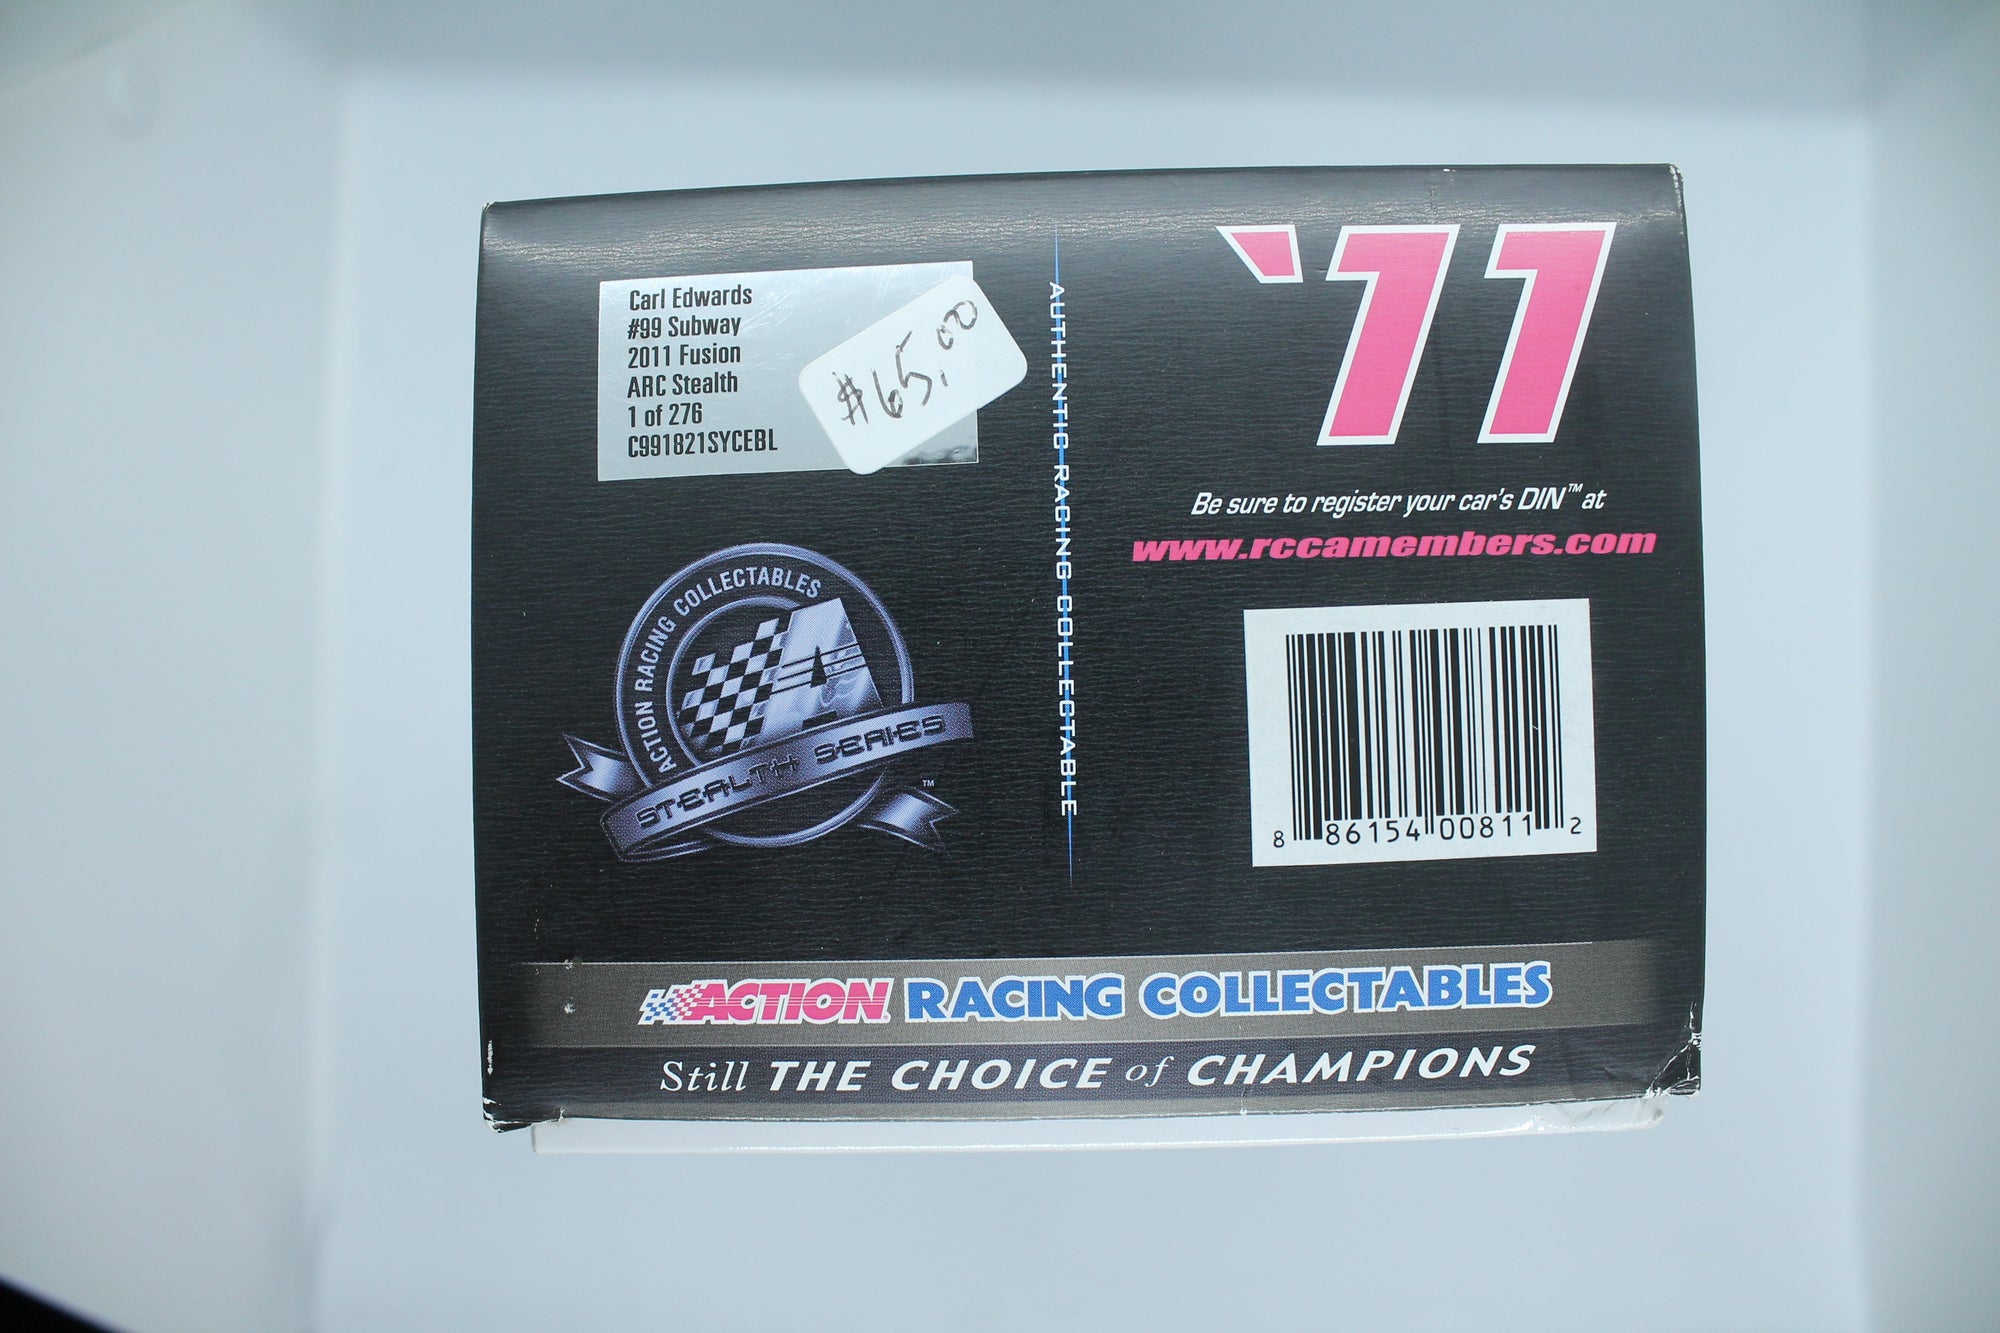 Carl Edwards
#99 Subway
2011 Fusion
ARC Stealth
1 of 276
C991821SYCEBL
$65.00
ACTION RACING COLLECTABLES
A
STEALTH SERIES
TM
AUTHENTIC RACING COLLECTABLE
'11
Be sure to register your car's DIN™ at
www.rccamembers.com
8 86154 00811 2
ACTION RACING COLLECTABLES
Still THE CHOICE of CHAMPIONS